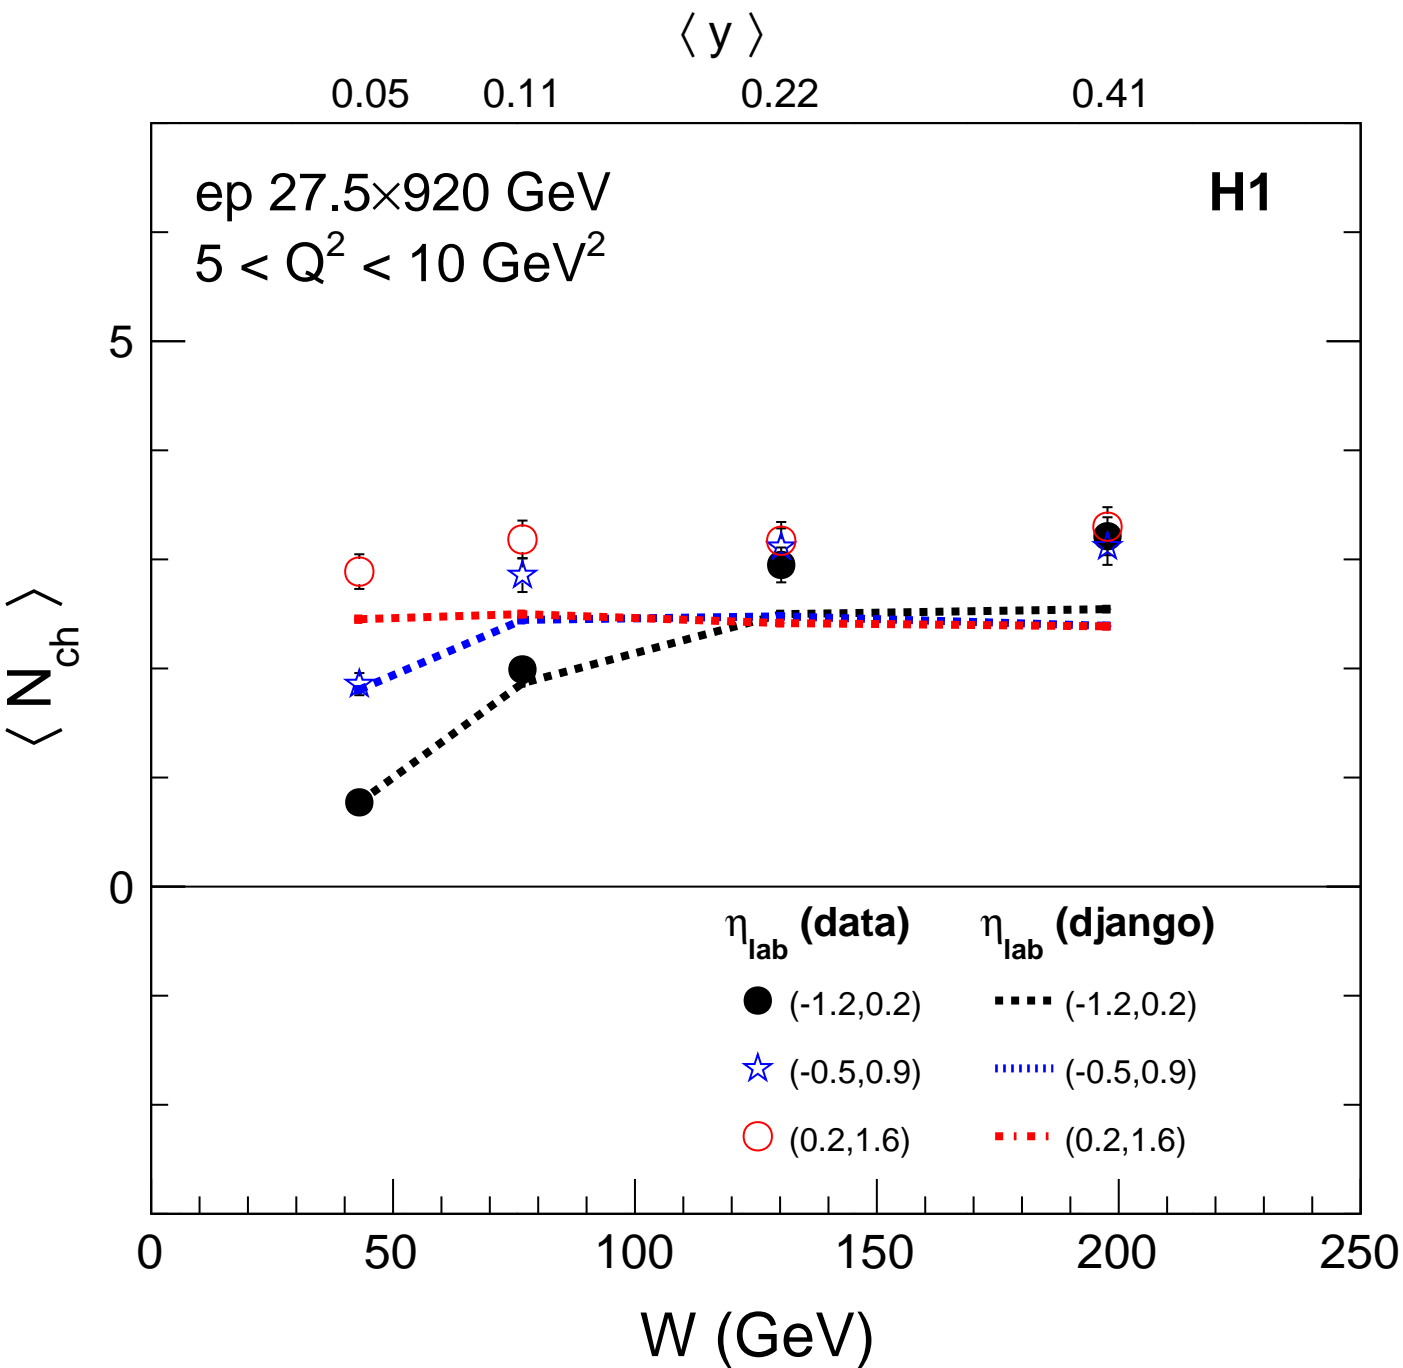 ⟨ y ⟩
0.05 0.11 0.22 0.41
ep 27.5×920 GeV
H1
5 < Q² < 10 GeV²
5
⟨ N_ch ⟩
0
η_lab (data) η_lab (django)
(-1.2,0.2) (-1.2,0.2)
(-0.5,0.9) (-0.5,0.9)
(0.2,1.6) (0.2,1.6)
0 50 100 150 200 250
W (GeV)